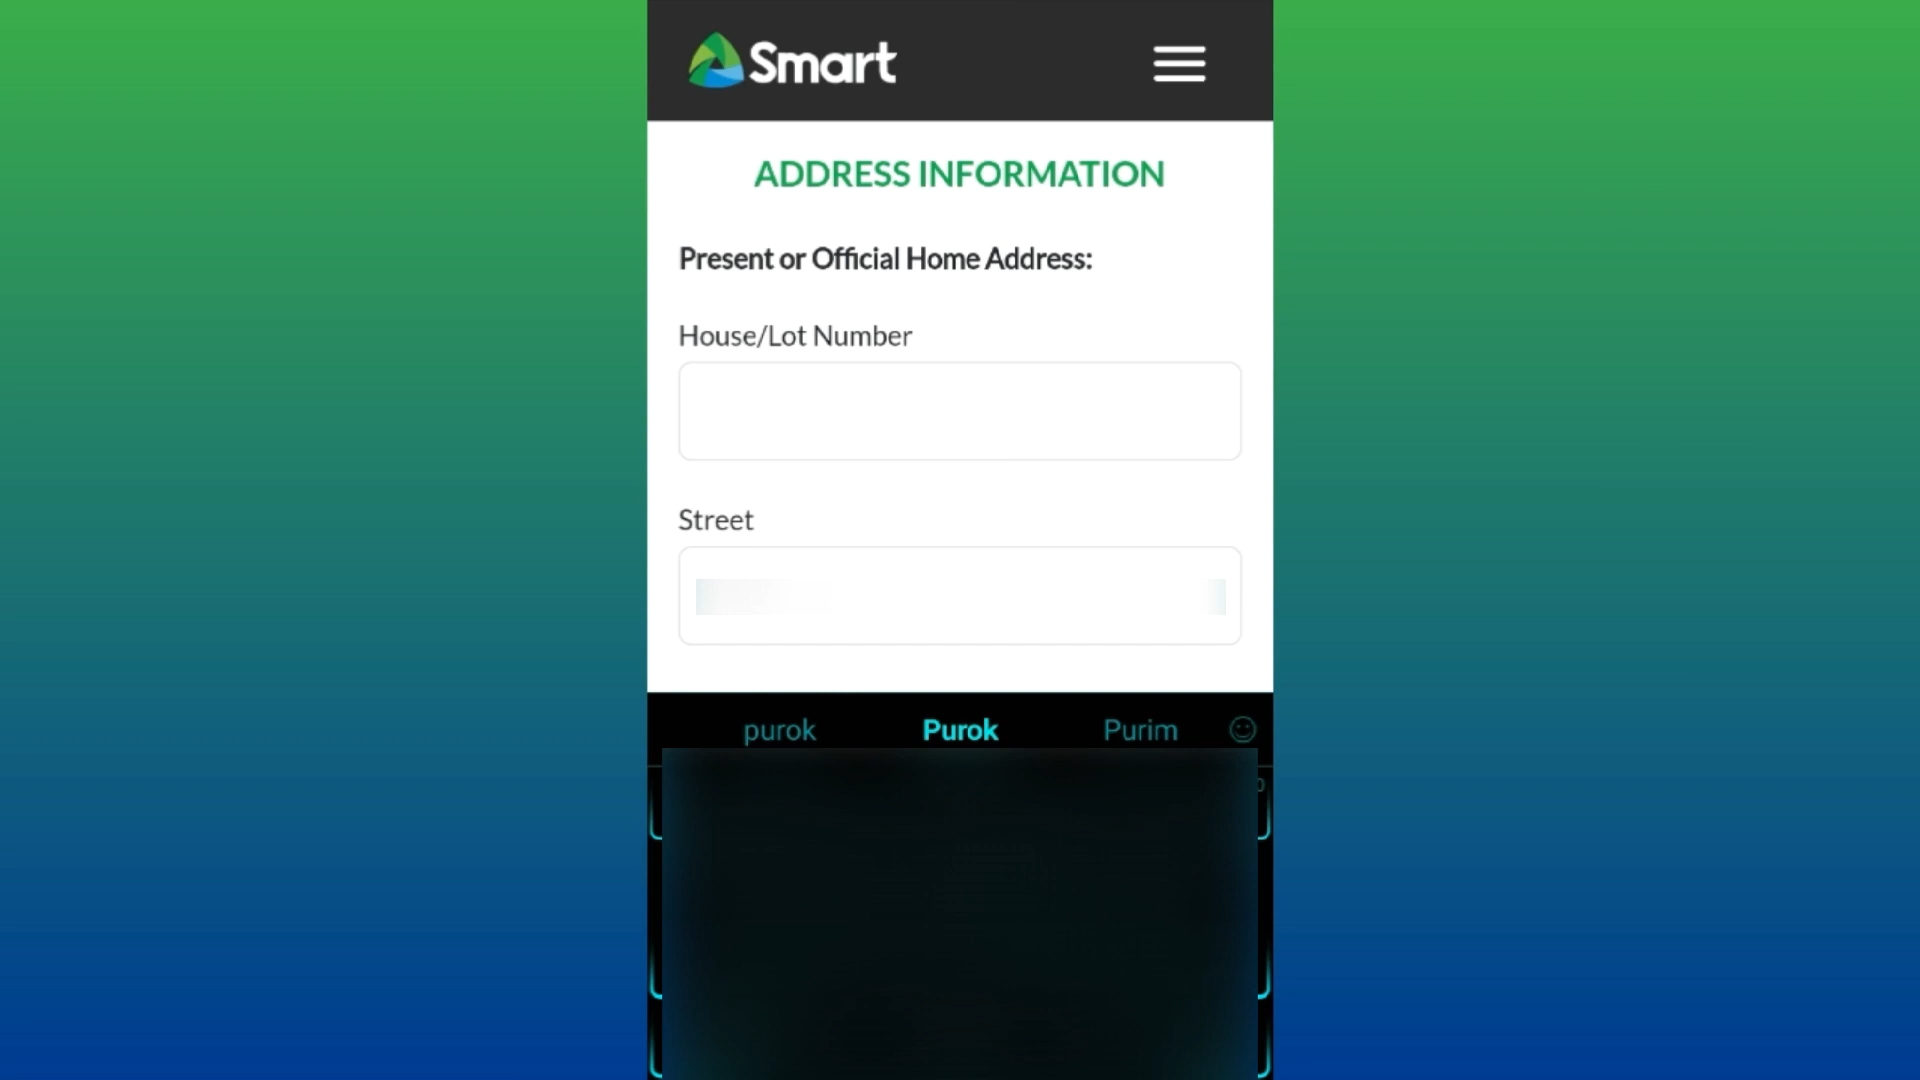 Smart
ADDRESS INFORMATION
Present or Official Home Address:
House/Lot Number
Street
purok Purok Purim